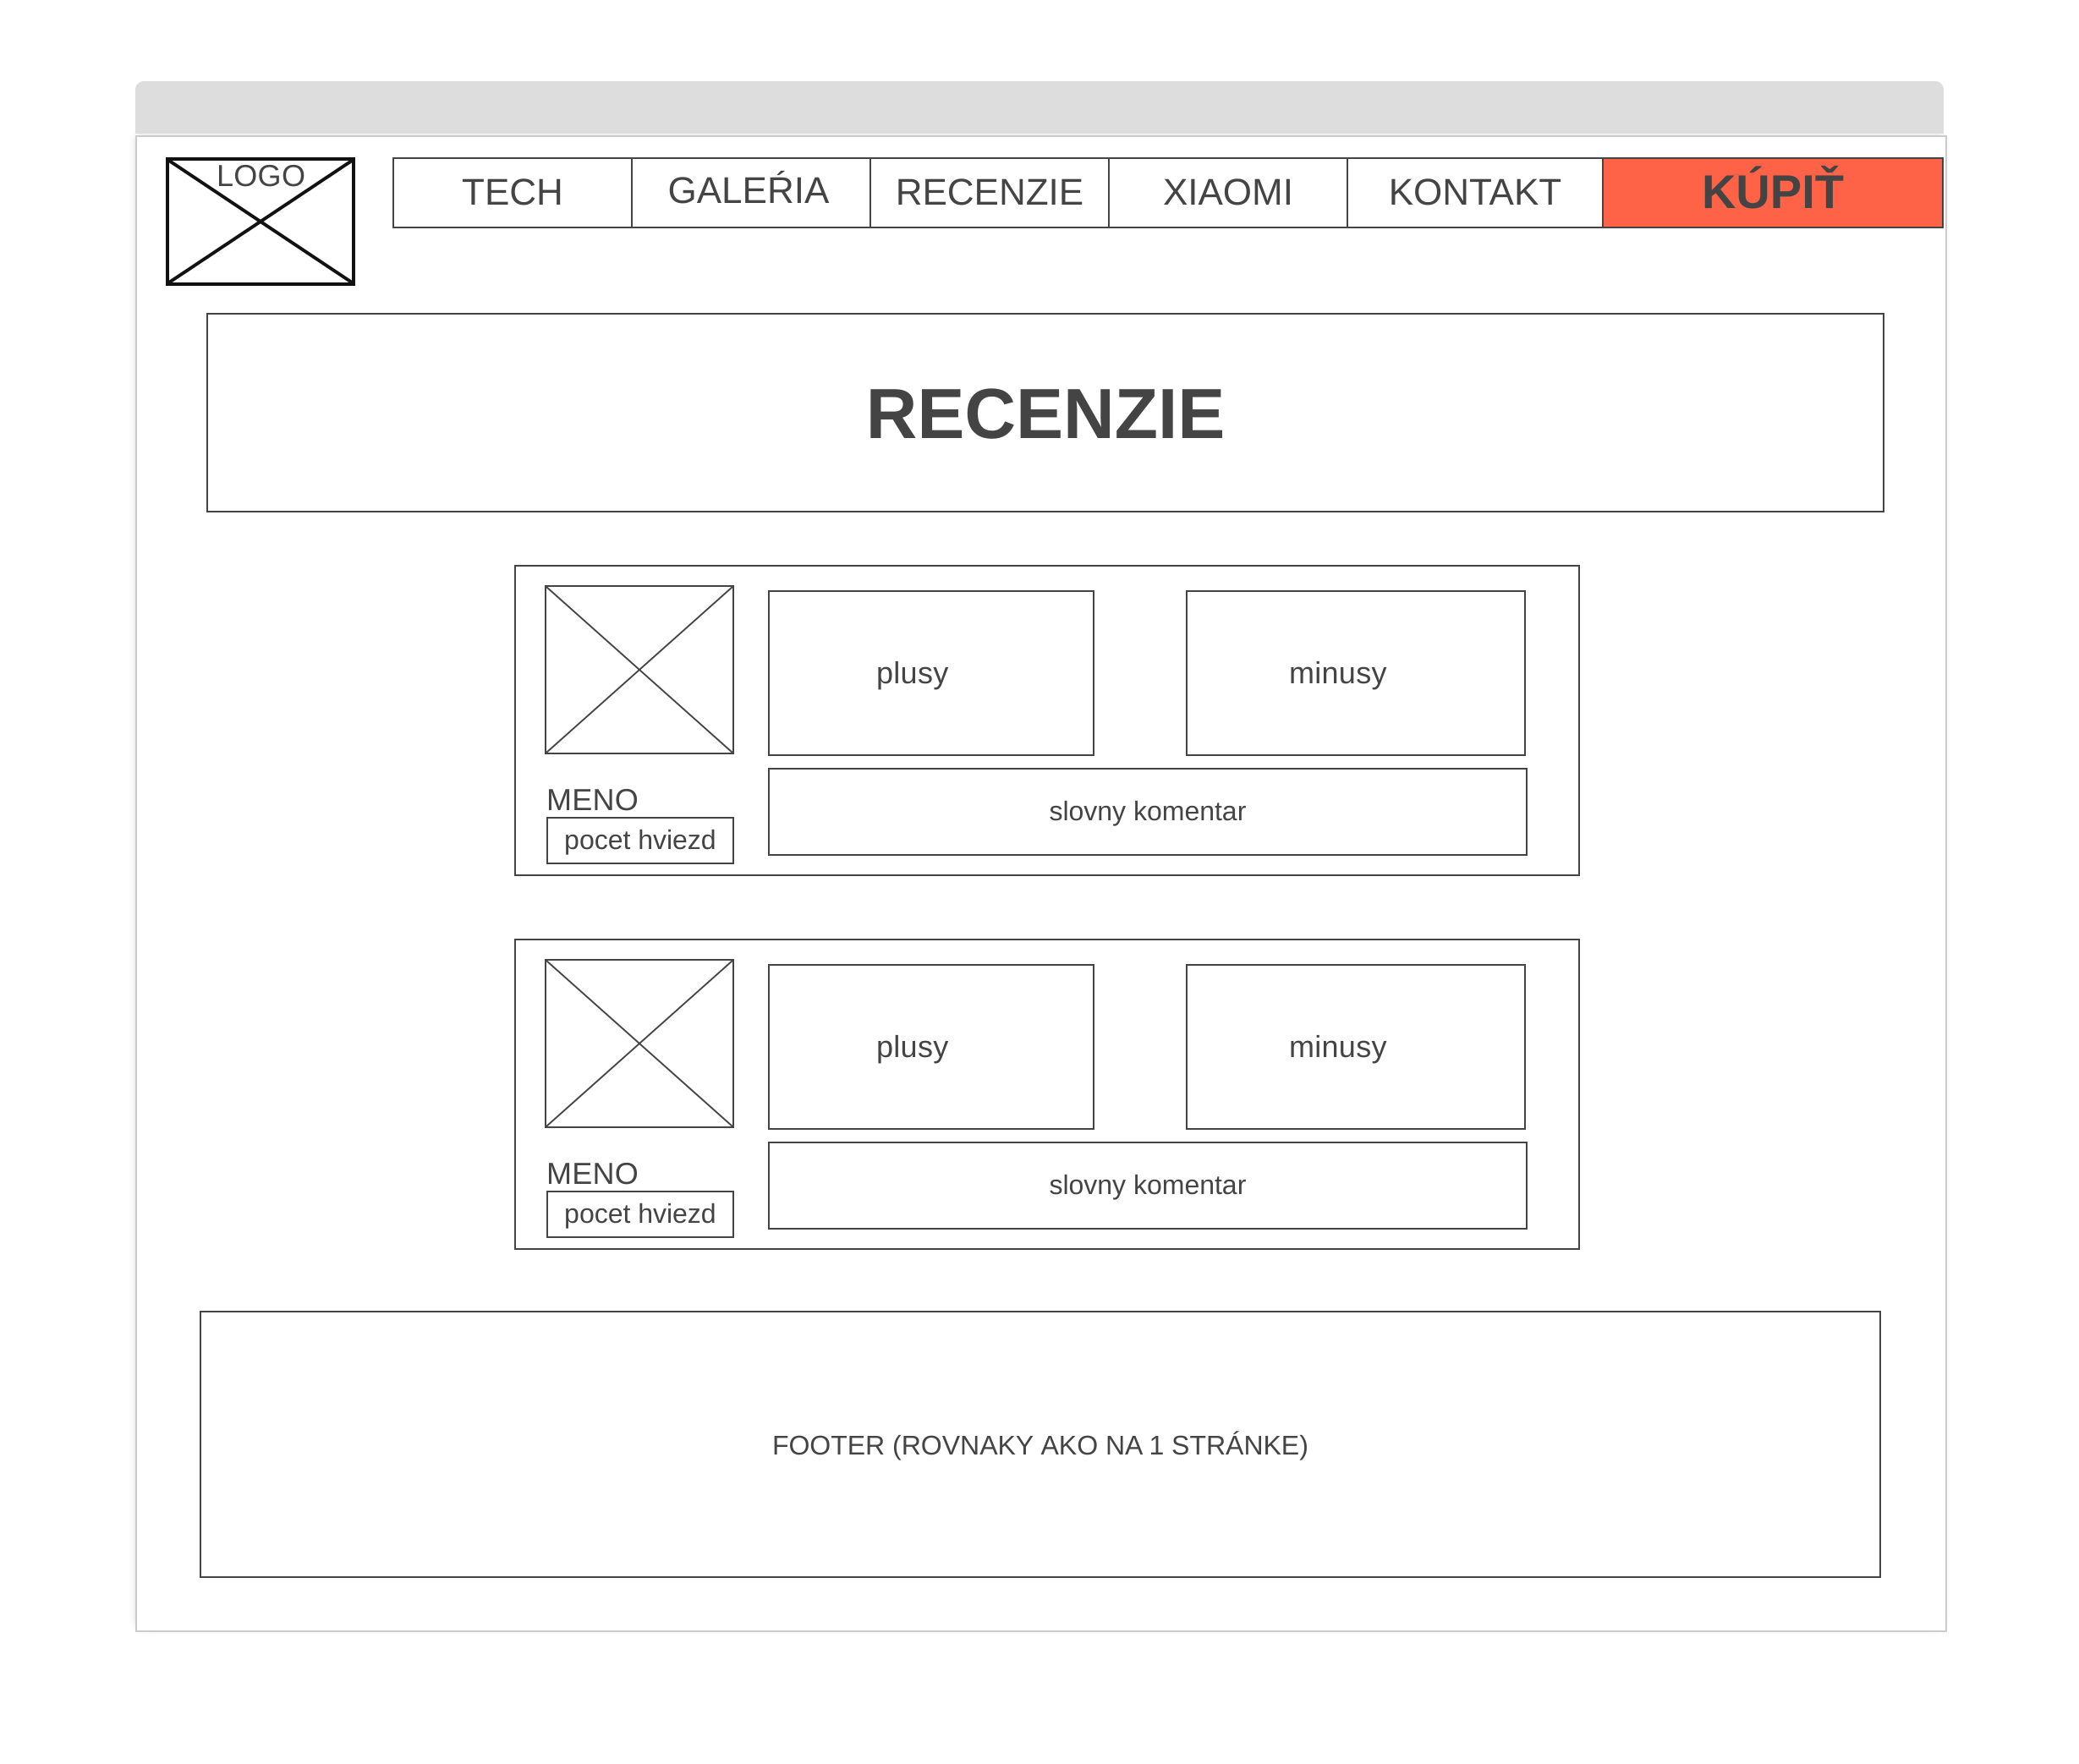 LOGO
TECH
GALEŔIA
RECENZIE
XIAOMI
KONTAKT
KÚPIŤ
RECENZIE
plusy
minusy
MENO
pocet hviezd
slovny komentar
plusy
minusy
MENO
pocet hviezd
slovny komentar
FOOTER (ROVNAKY AKO NA 1 STRÁNKE)